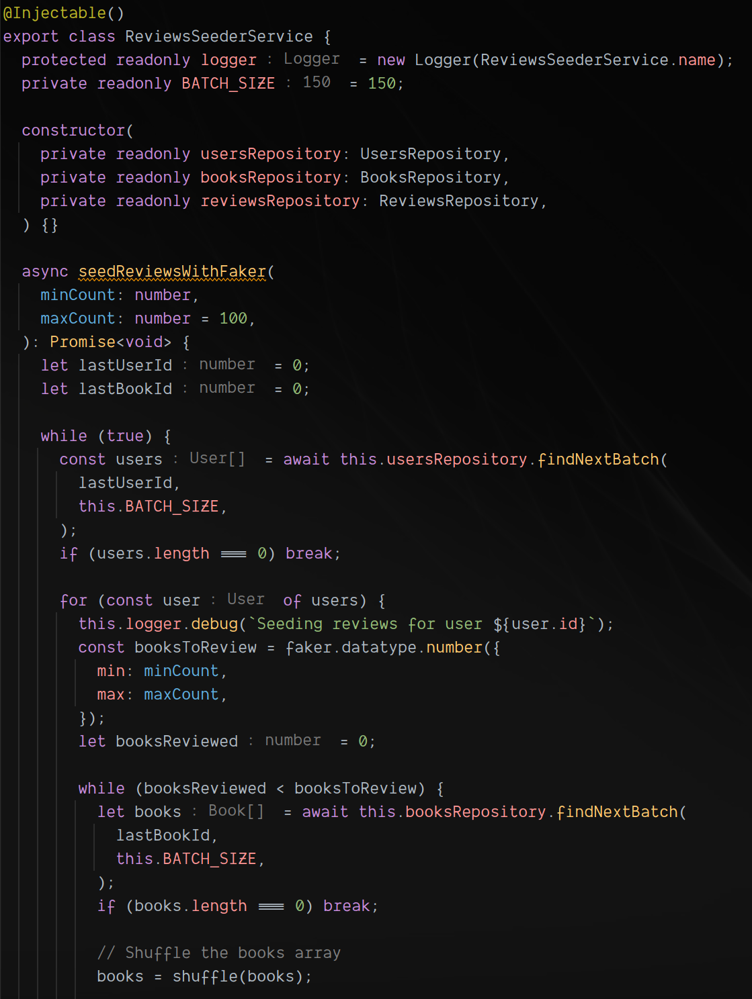 @Injectable()
export class ReviewsSeederService {
  protected readonly logger : Logger = new Logger(ReviewsSeederService.name);
  private readonly BATCH_SIZE : 150 = 150;

  constructor(
    private readonly usersRepository: UsersRepository,
    private readonly booksRepository: BooksRepository,
    private readonly reviewsRepository: ReviewsRepository,
  ) {}

  async seedReviewsWithFaker(
    minCount: number,
    maxCount: number = 100,
  ): Promise<void> {
    let lastUserId : number = 0;
    let lastBookId : number = 0;

    while (true) {
      const users : User[] = await this.usersRepository.findNextBatch(
        lastUserId,
        this.BATCH_SIZE,
      );
      if (users.length === 0) break;

      for (const user : User of users) {
        this.logger.debug(`Seeding reviews for user ${user.id}`);
        const booksToReview = faker.datatype.number({
          min: minCount,
          max: maxCount,
        });
        let booksReviewed : number = 0;

        while (booksReviewed < booksToReview) {
          let books : Book[] = await this.booksRepository.findNextBatch(
            lastBookId,
            this.BATCH_SIZE,
          );
          if (books.length === 0) break;

          // Shuffle the books array
          books = shuffle(books);